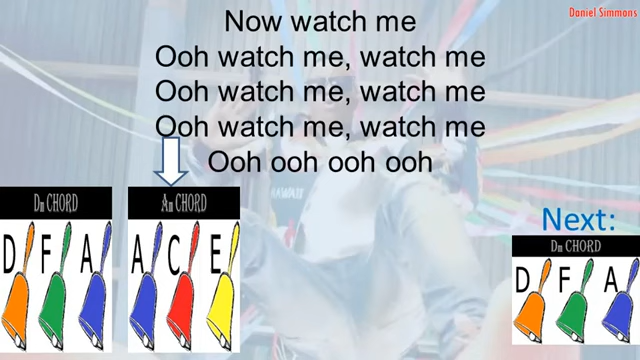 Daniel Simmons
Now watch me
Ooh watch me, watch me
Ooh watch me, watch me
Ooh watch me, watch me
Ooh ooh ooh ooh
Dm CHORD
D F A
Am CHORD
A C E
Next:
Dm CHORD
D F A